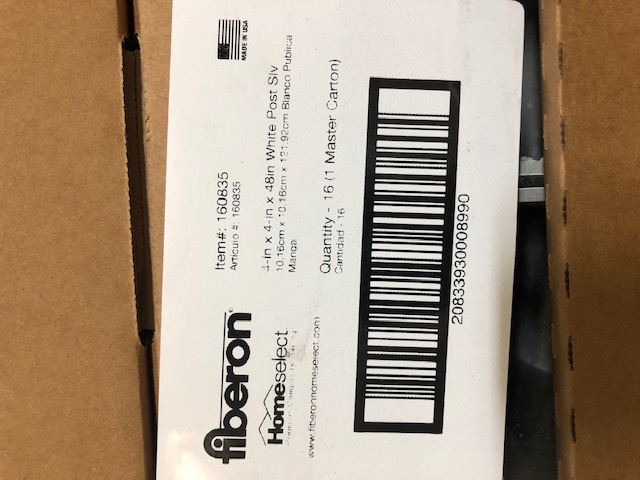 fiberon®
Homeselect
www.fiberonhomeselect.com
Item#: 160835
Articulo #: 160835
4-in x 4-in x 48in White Post Slv
10.16cm x 10.16cm x 121.92cm Blanco Publica
Manga
Quantity - 16 (1 Master Carton)
Cantidad - 16
MADE IN USA
20833930008990